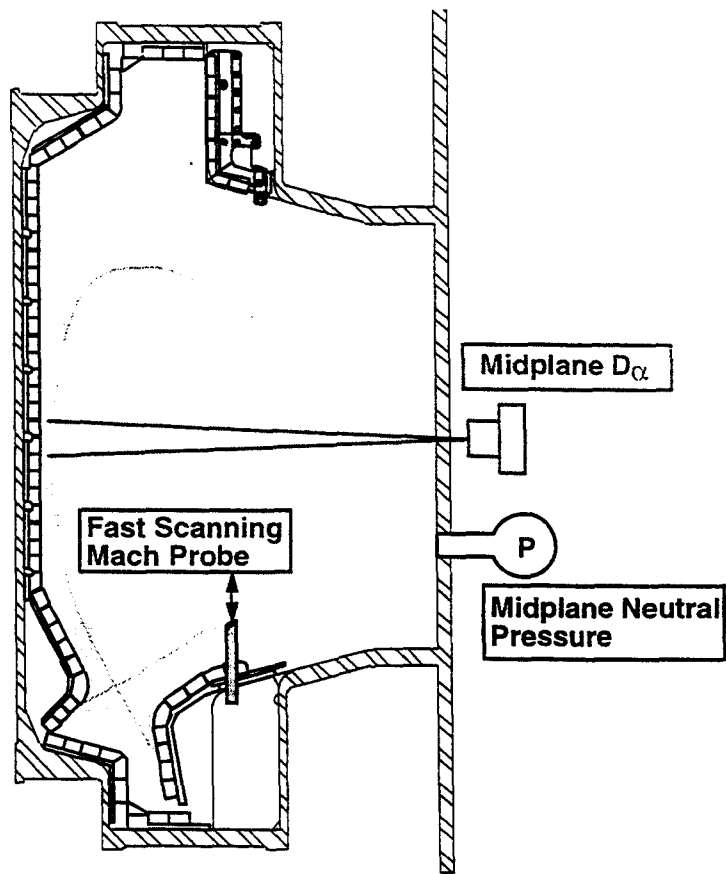 Midplane Dα
Fast Scanning
Mach Probe
P
Midplane Neutral
Pressure